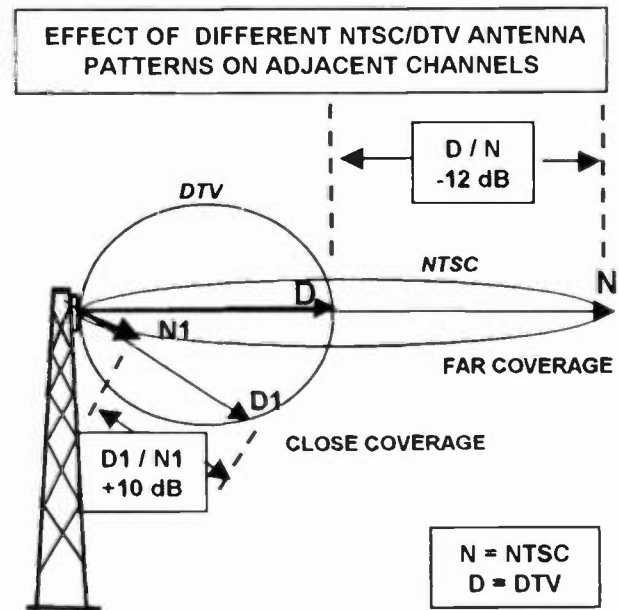 EFFECT OF DIFFERENT NTSC/DTV ANTENNA
PATTERNS ON ADJACENT CHANNELS
D / N
-12 dB
DTV
NTSC
N
D
N1
FAR COVERAGE
D1
CLOSE COVERAGE
D1 / N1
+10 dB
N = NTSC
D = DTV